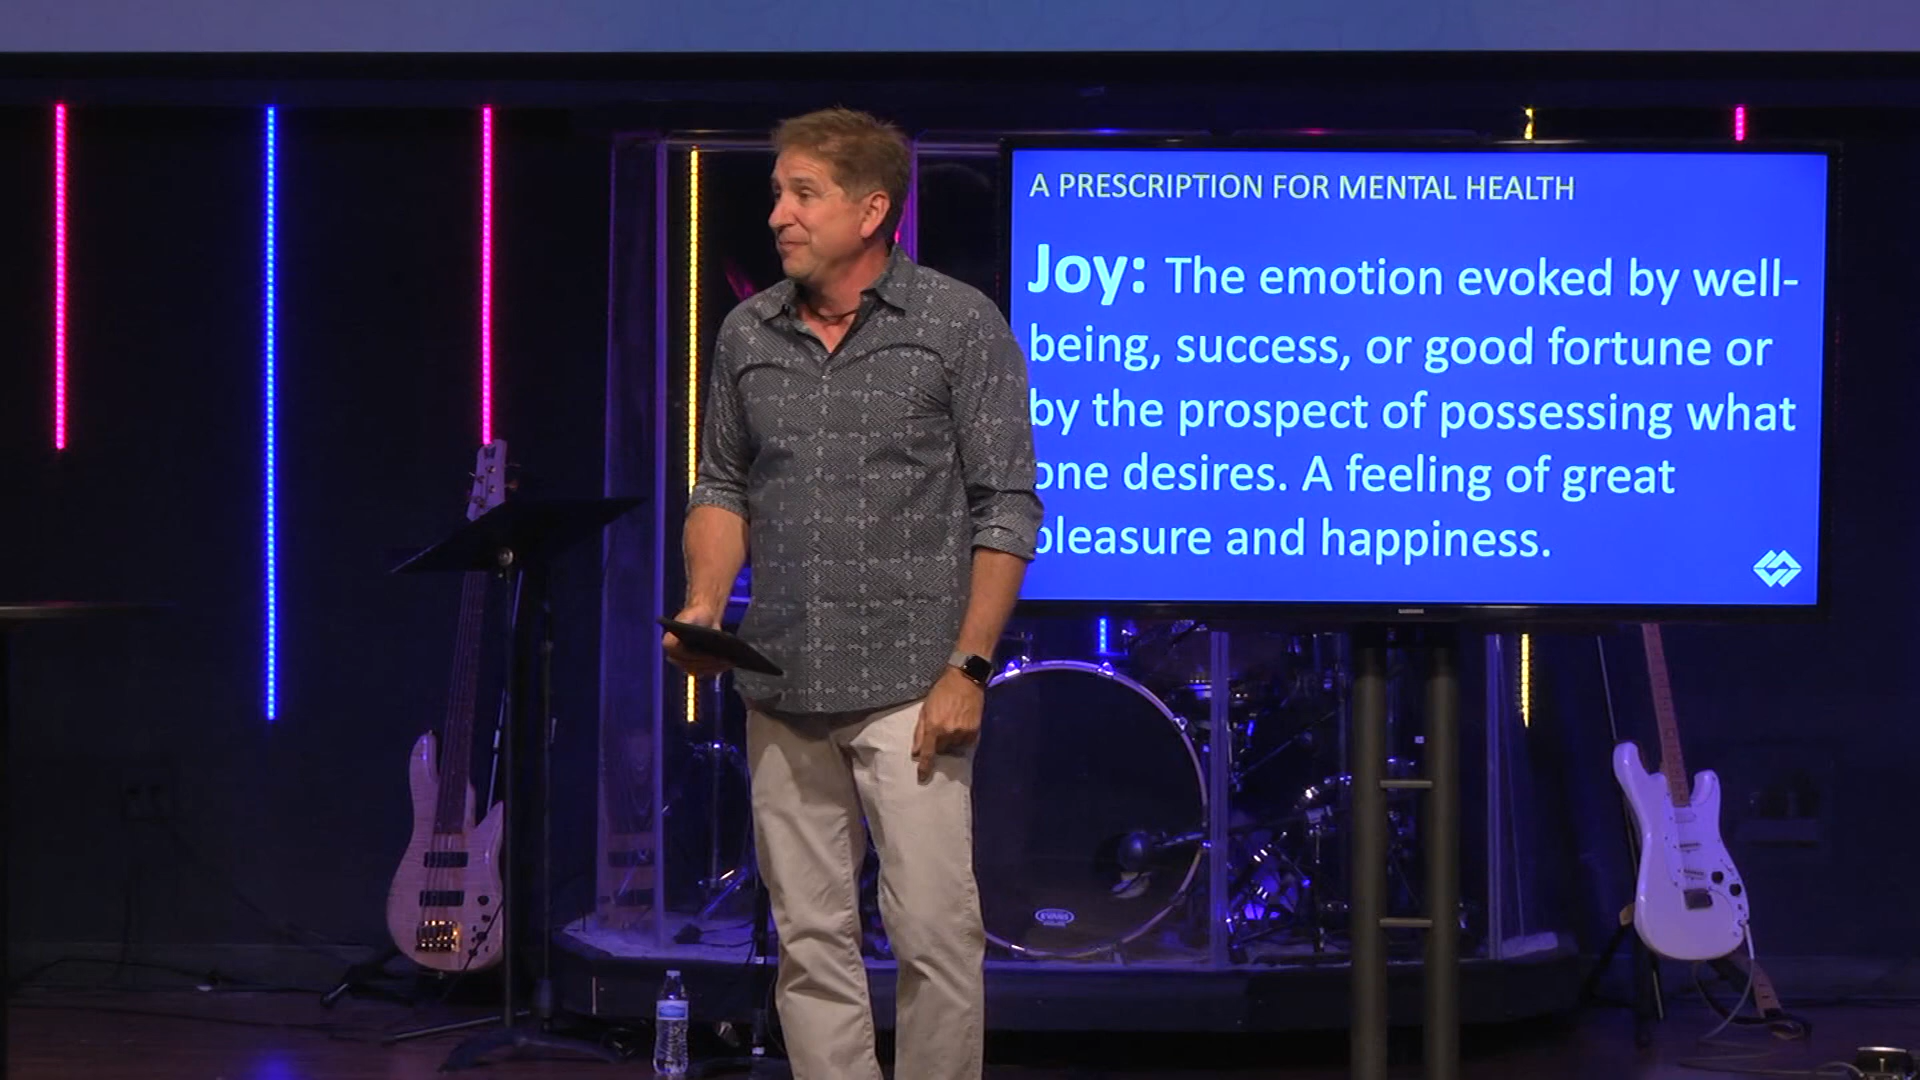 A PRESCRIPTION FOR MENTAL HEALTH
Joy: The emotion evoked by well-
being, success, or good fortune or
by the prospect of possessing what
one desires. A feeling of great
pleasure and happiness.
EVANS